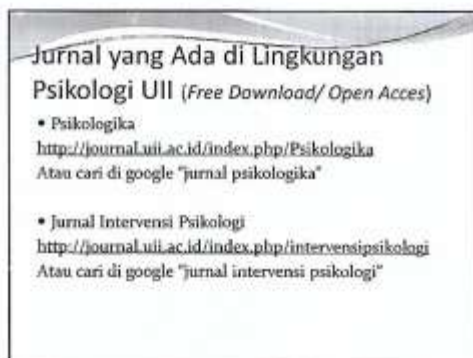 Jurnal yang Ada di Lingkungan
Psikologi UII (Free Download/ Open Acces)
• Psikologika
http://journal.uii.ac.id/index.php/Psikologika
Atau cari di google "jurnal psikologika"
• Jurnal Intervensi Psikologi
http://journal.uii.ac.id/index.php/intervensipsikologi
Atau cari di google "jurnal intervensi psikologi"